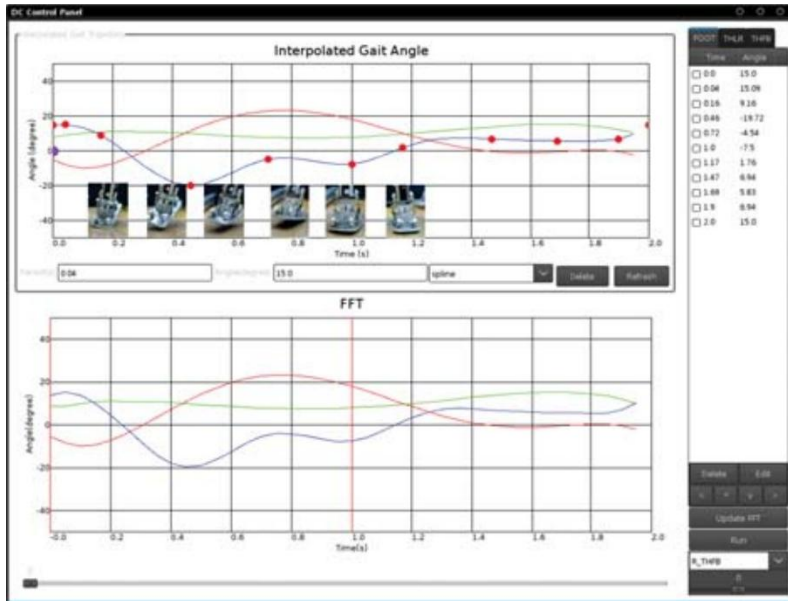 DC Control Panel
Interpolated Gait Trajectory
Interpolated Gait Angle
Angle (degree)
40
20
0
-20
-40
0.0 0.2 0.4 0.6 0.8 1.0 1.2 1.4 1.6 1.8 2.0
Time (s)
0.04
Angle(degree)
15.0
spline
Delete
Refresh
FFT
Angle(degree)
40
20
0
-20
-40
-0.0 0.2 0.4 0.6 0.8 1.0 1.2 1.4 1.6 1.8 2.0
Time(s)
FOOT THLR THFB
Time Angle
0.0 15.0
0.04 15.09
0.16 9.16
0.46 -19.72
0.72 -4.54
1.0 -7.5
1.17 1.76
1.47 6.94
1.68 5.83
1.9 6.94
2.0 15.0
Delete Edit
< ^ v >
Update FFT
Run
R_THFB
0